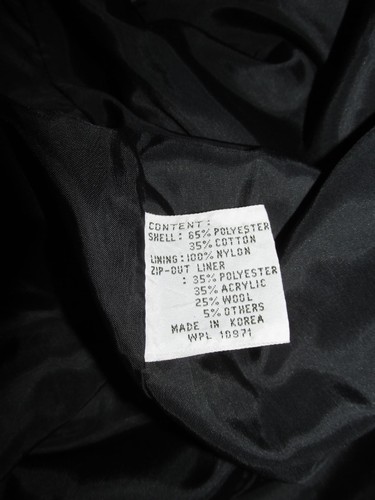 CONTENT:
SHELL: 65% POLYESTER
35% COTTON
LINING: 100% NYLON
ZIP-OUT LINER
: 35% POLYESTER
35% ACRYLIC
25% WOOL
5% OTHERS
MADE IN KOREA
WPL 10971